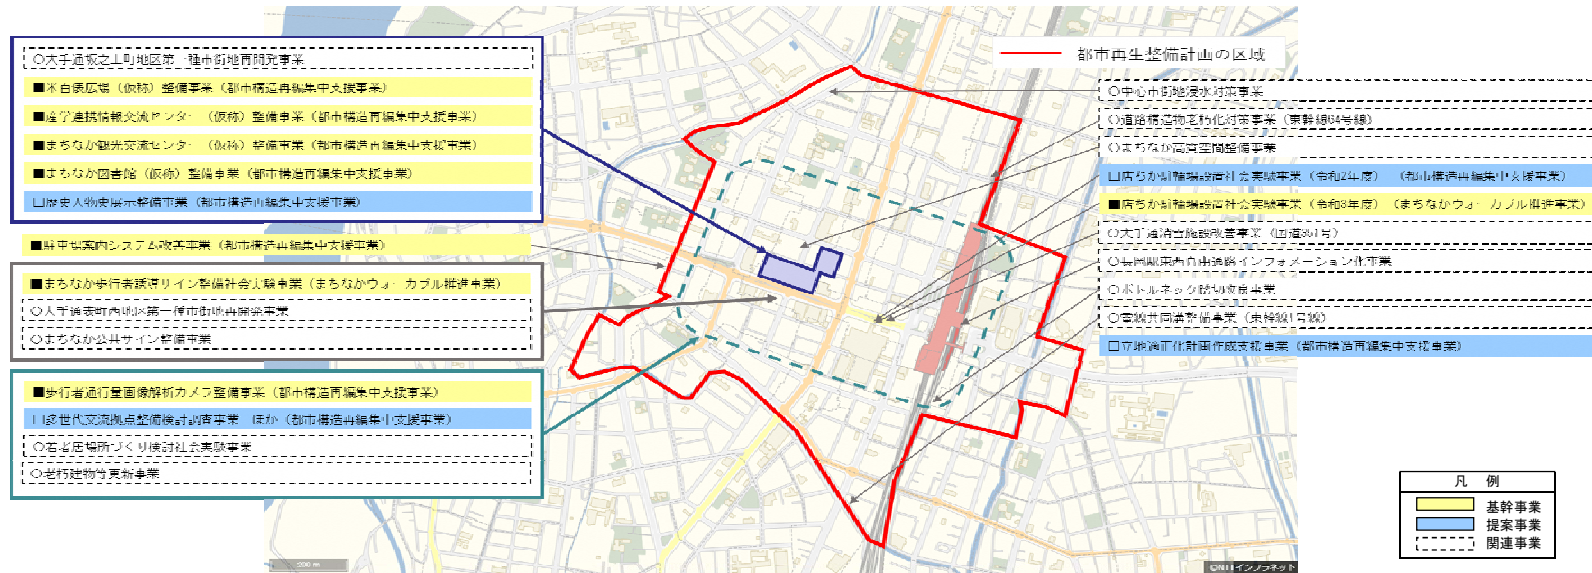 ○大手通坂之上町地区第一種市街地再開発事業
■米百俵広場（仮称）整備事業（都市構造再編集中支援事業）
■産学連携情報交流センター（仮称）整備事業（都市構造再編集中支援事業）
■まちなか観光交流センター（仮称）整備事業（都市構造再編集中支援事業）
■まちなか図書館（仮称）整備事業（都市構造再編集中支援事業）
□歴史人物史展示整備事業（都市構造再編集中支援事業）
■駐車場案内システム改善事業（都市構造再編集中支援事業）
■まちなか歩行者誘導サイン整備社会実験事業（まちなかウォーカブル推進事業）
○大手通表町西地区第一種市街地再開発事業
○まちなか公共サイン整備事業
■歩行者通行量画像解析カメラ整備事業（都市構造再編集中支援事業）
□多世代交流拠点整備検討調査事業　ほか（都市構造再編集中支援事業）
○若者居場所づくり検討社会実験事業
○老朽建物等更新事業
都市再生整備計画の区域
○中心市街地浸水対策事業
○道路構造物老朽化対策事業（東幹線64号線）
○まちなか高質空間整備事業
□店ちか駐輪場設置社会実験事業（令和2年度）（都市構造再編集中支援事業）
■店ちか駐輪場設置社会実験事業（令和3年度）（まちなかウォーカブル推進事業）
○大手通消雪施設改善事業（国道351号）
○長岡駅東西自由通路インフォメーション化事業
○ボトルネック踏切改良事業
○電線共同溝整備事業（東幹線1号線）
□立地適正化計画作成支援事業（都市構造再編集中支援事業）
凡 例
基幹事業
提案事業
関連事業
200 m
©NTTインフラネット